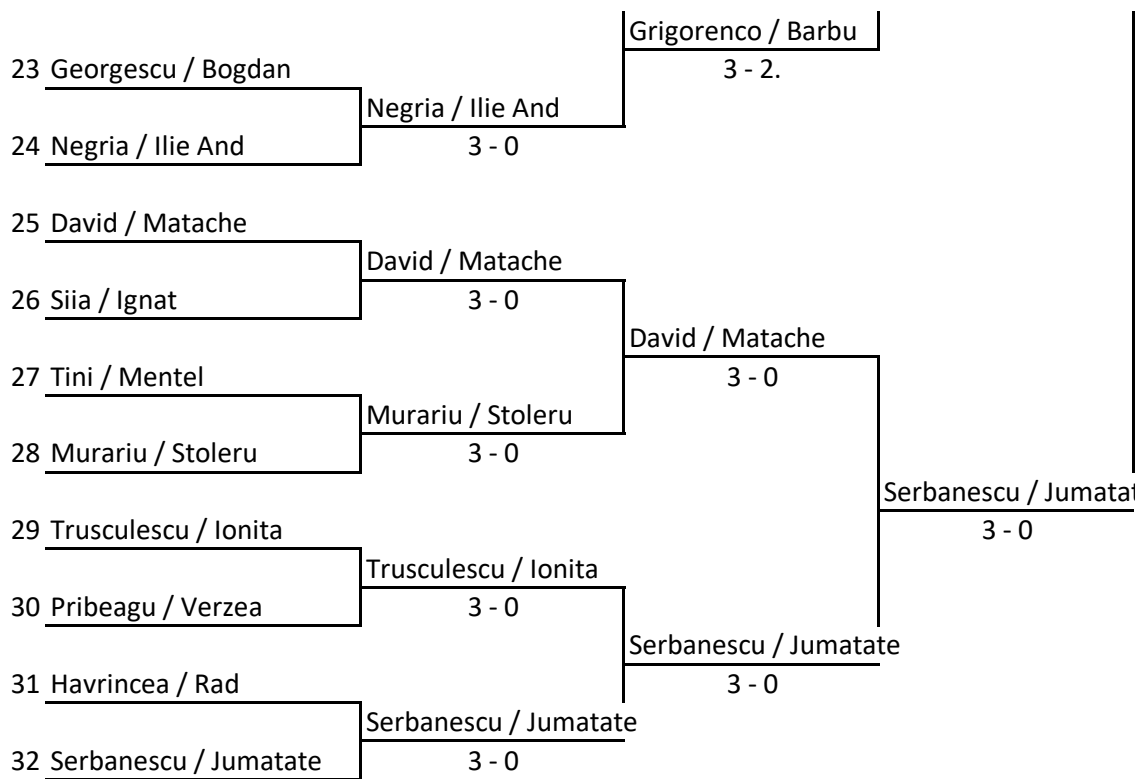 Grigorenco / Barbu
23 Georgescu / Bogdan
3 - 2.
Negria / Ilie And
24 Negria / Ilie And
3 - 0
25 David / Matache
David / Matache
26 Siia / Ignat
3 - 0
David / Matache
27 Tini / Mentel
3 - 0
Murariu / Stoleru
28 Murariu / Stoleru
3 - 0
Serbanescu / Jumatat
29 Trusculescu / Ionita
3 - 0
Trusculescu / Ionita
30 Pribeagu / Verzea
3 - 0
Serbanescu / Jumatate
31 Havrincea / Rad
3 - 0
Serbanescu / Jumatate
32 Serbanescu / Jumatate
3 - 0